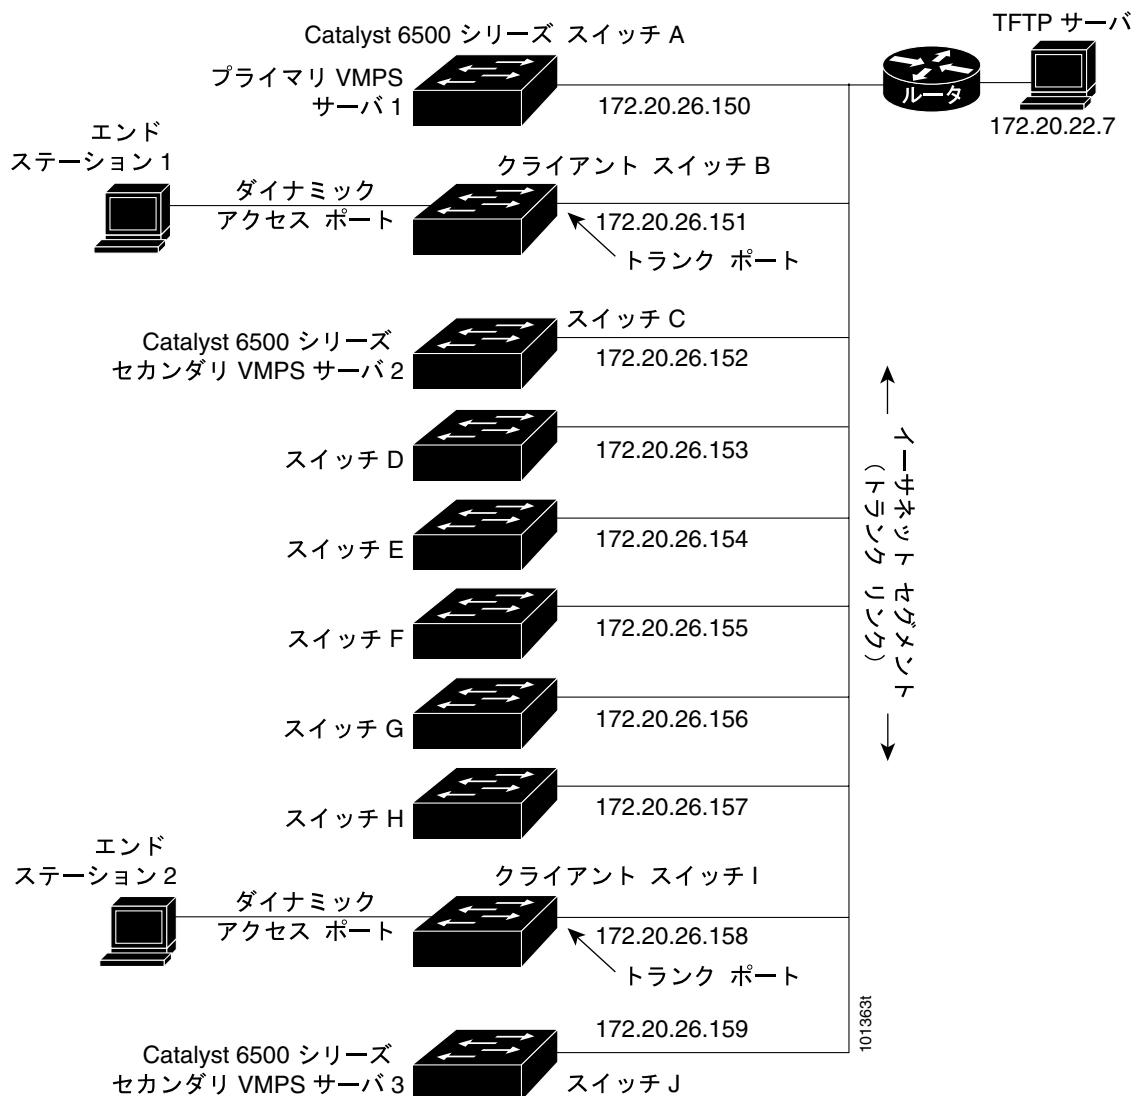 Catalyst 6500 シリーズ スイッチ A
TFTP サーバ
プライマリ VMPS
サーバ 1
172.20.26.150
ルータ
172.20.22.7
エンド
ステーション 1
クライアント スイッチ B
ダイナミック
アクセス ポート
172.20.26.151
トランク ポート
スイッチ C
Catalyst 6500 シリーズ
セカンダリ VMPS サーバ 2
172.20.26.152
スイッチ D
172.20.26.153
イーサネット セグメント
(トランク リンク)
スイッチ E
172.20.26.154
スイッチ F
172.20.26.155
スイッチ G
172.20.26.156
スイッチ H
172.20.26.157
エンド
ステーション 2
クライアント スイッチ I
ダイナミック
アクセス ポート
172.20.26.158
トランク ポート
172.20.26.159
Catalyst 6500 シリーズ
セカンダリ VMPS サーバ 3
スイッチ J
101363t